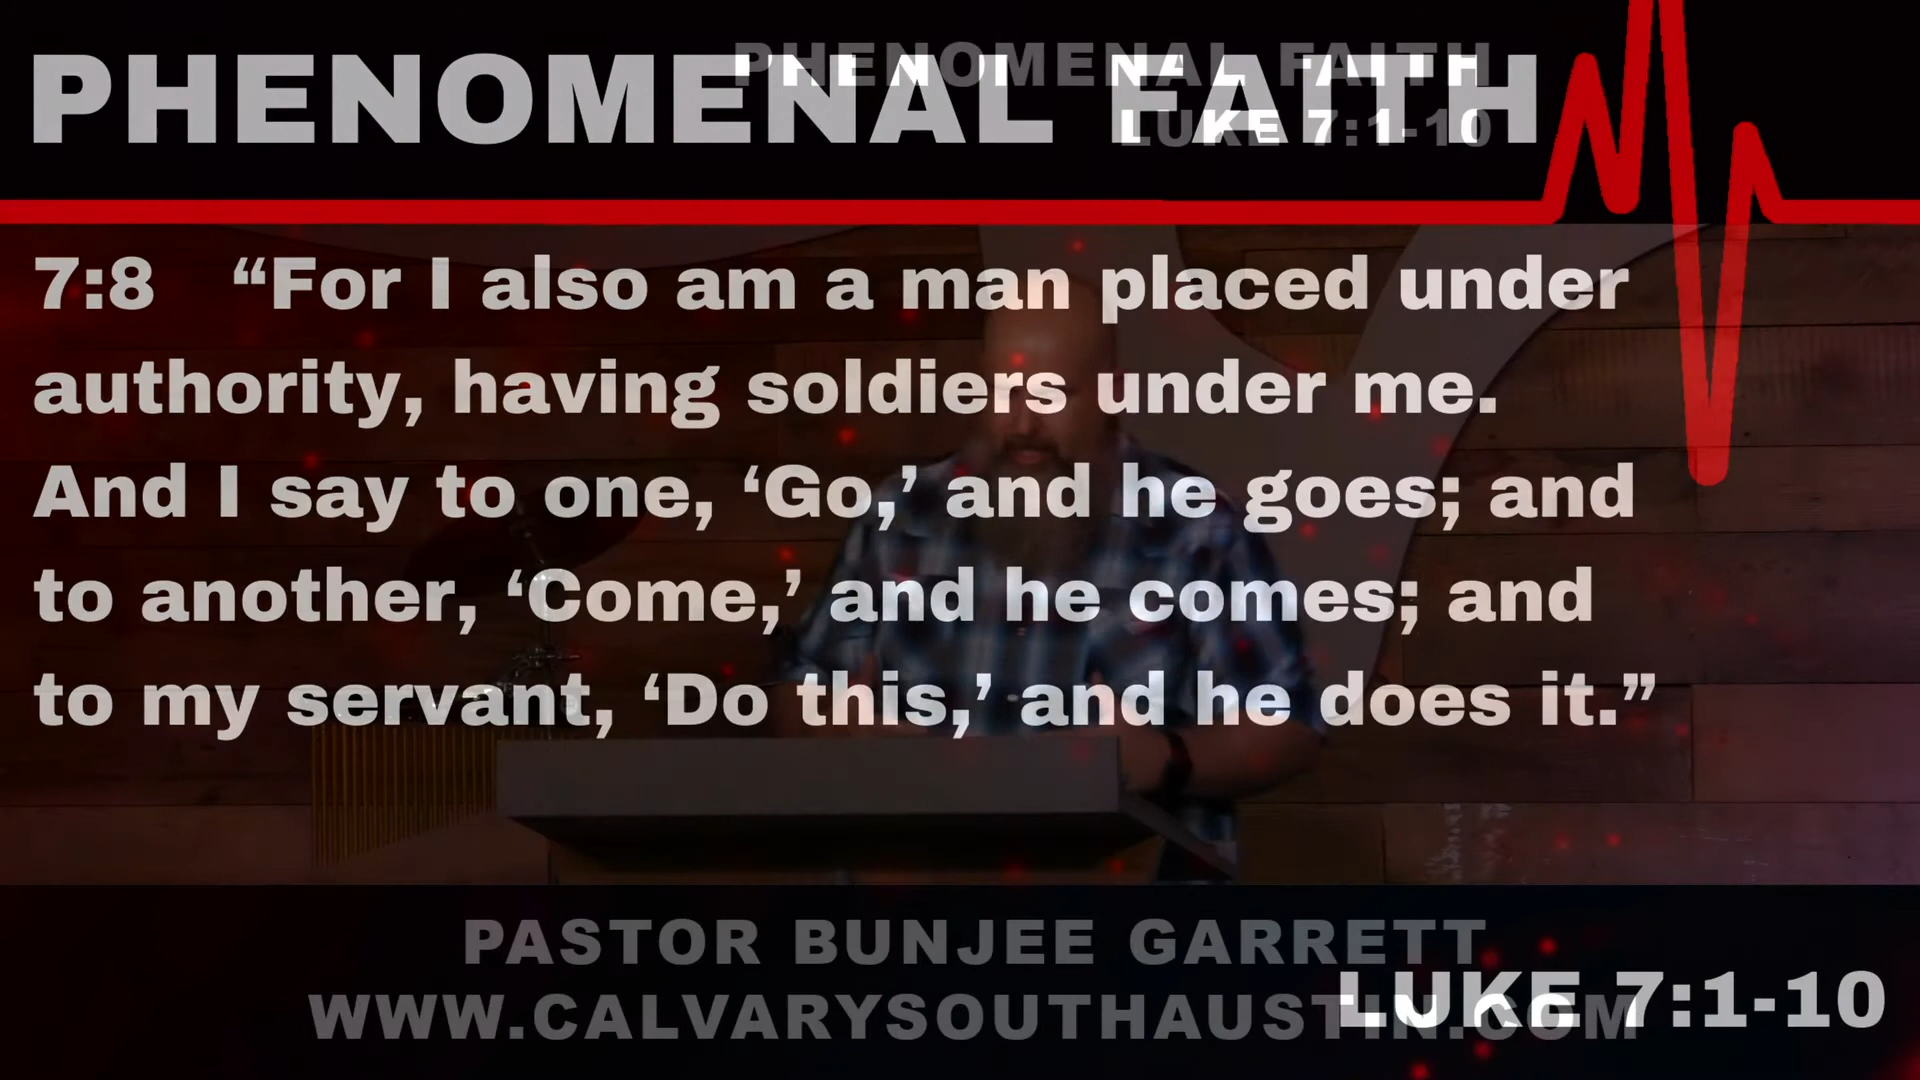 PHENOMENAL FAITH
PHENOMENAL FAITH
LUKE 7:1-10
7:8 “For I also am a man placed under
authority, having soldiers under me.
And I say to one, ‘Go,’ and he goes; and
to another, ‘Come,’ and he comes; and
to my servant, ‘Do this,’ and he does it.”
PASTOR BUNJEE GARRETT
WWW.CALVARYSOUTHAUSTIN.COM
LUKE 7:1-10